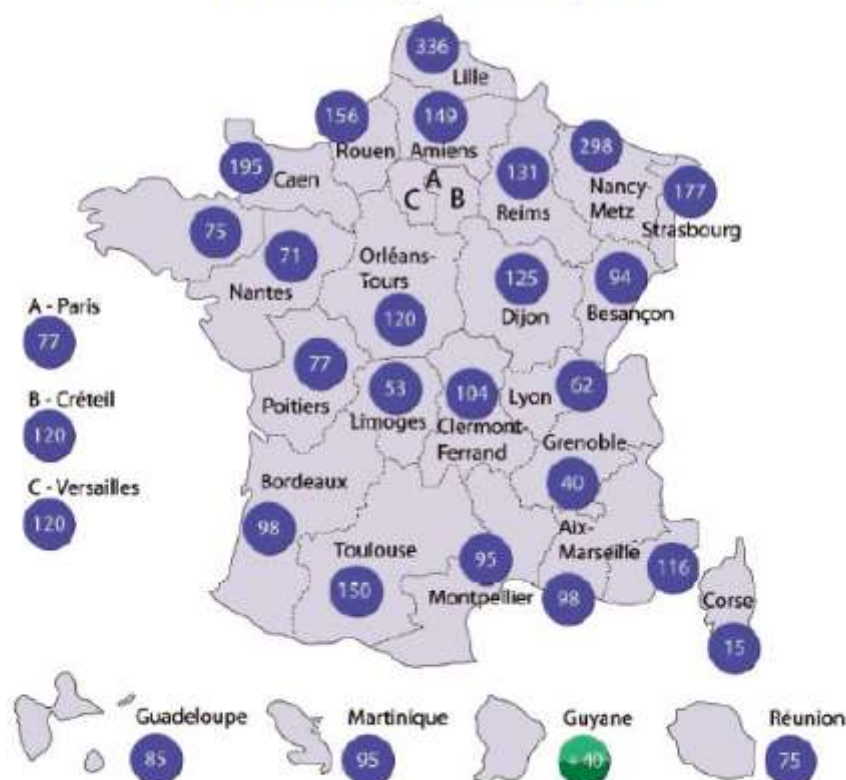 336
Lille
156
149
Rouen
Amiens
298
195
Caen
A
131
C
B
Nancy-
Metz
177
Reims
Strasbourg
75
71
Orléans-
Tours
125
94
Nantes
A - Paris
120
Dijon
Besançon
77
77
53
104
Lyon
62
B - Créteil
Poitiers
Limoges
Clermont-
Ferrand
Grenoble
120
40
C - Versailles
Bordeaux
120
98
Aix-
Marseille
Toulouse
95
116
150
Montpellier
98
Corse
15
Guadeloupe
85
Martinique
95
Guyane
+40
Réunion
75